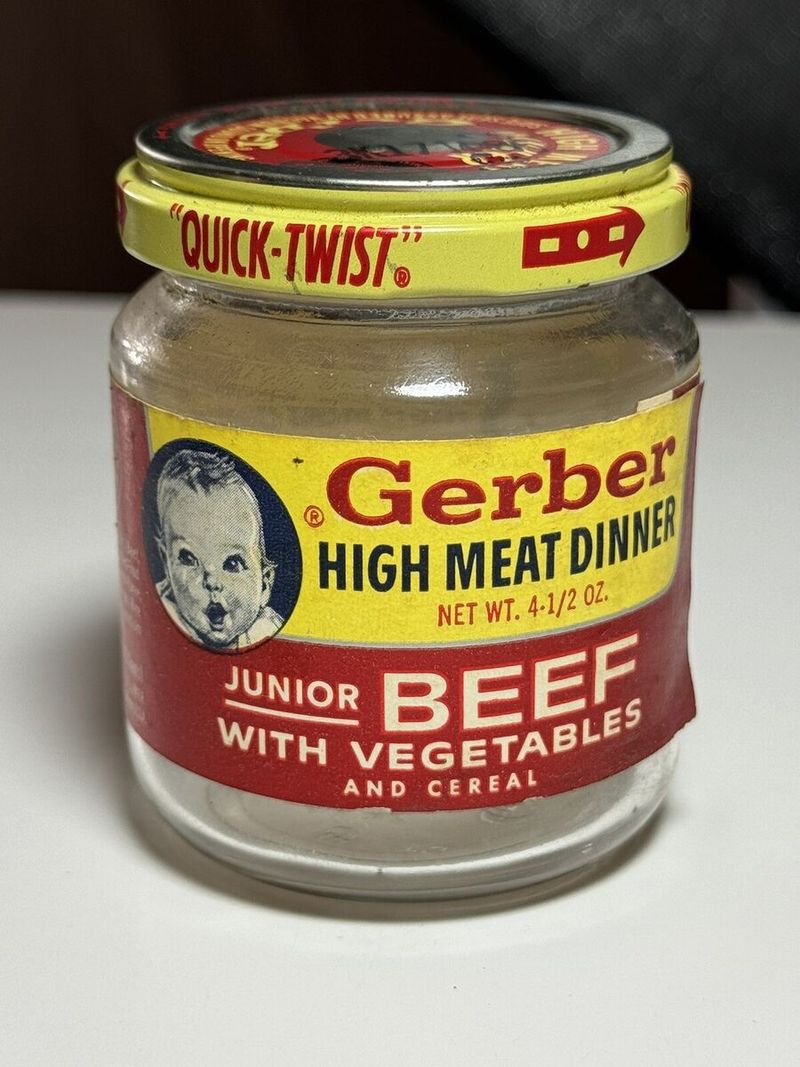 "QUICK-TWIST"®
® Gerber
HIGH MEAT DINNER
NET WT. 4-1/2 OZ.
JUNIOR BEEF
WITH VEGETABLES
AND CEREAL